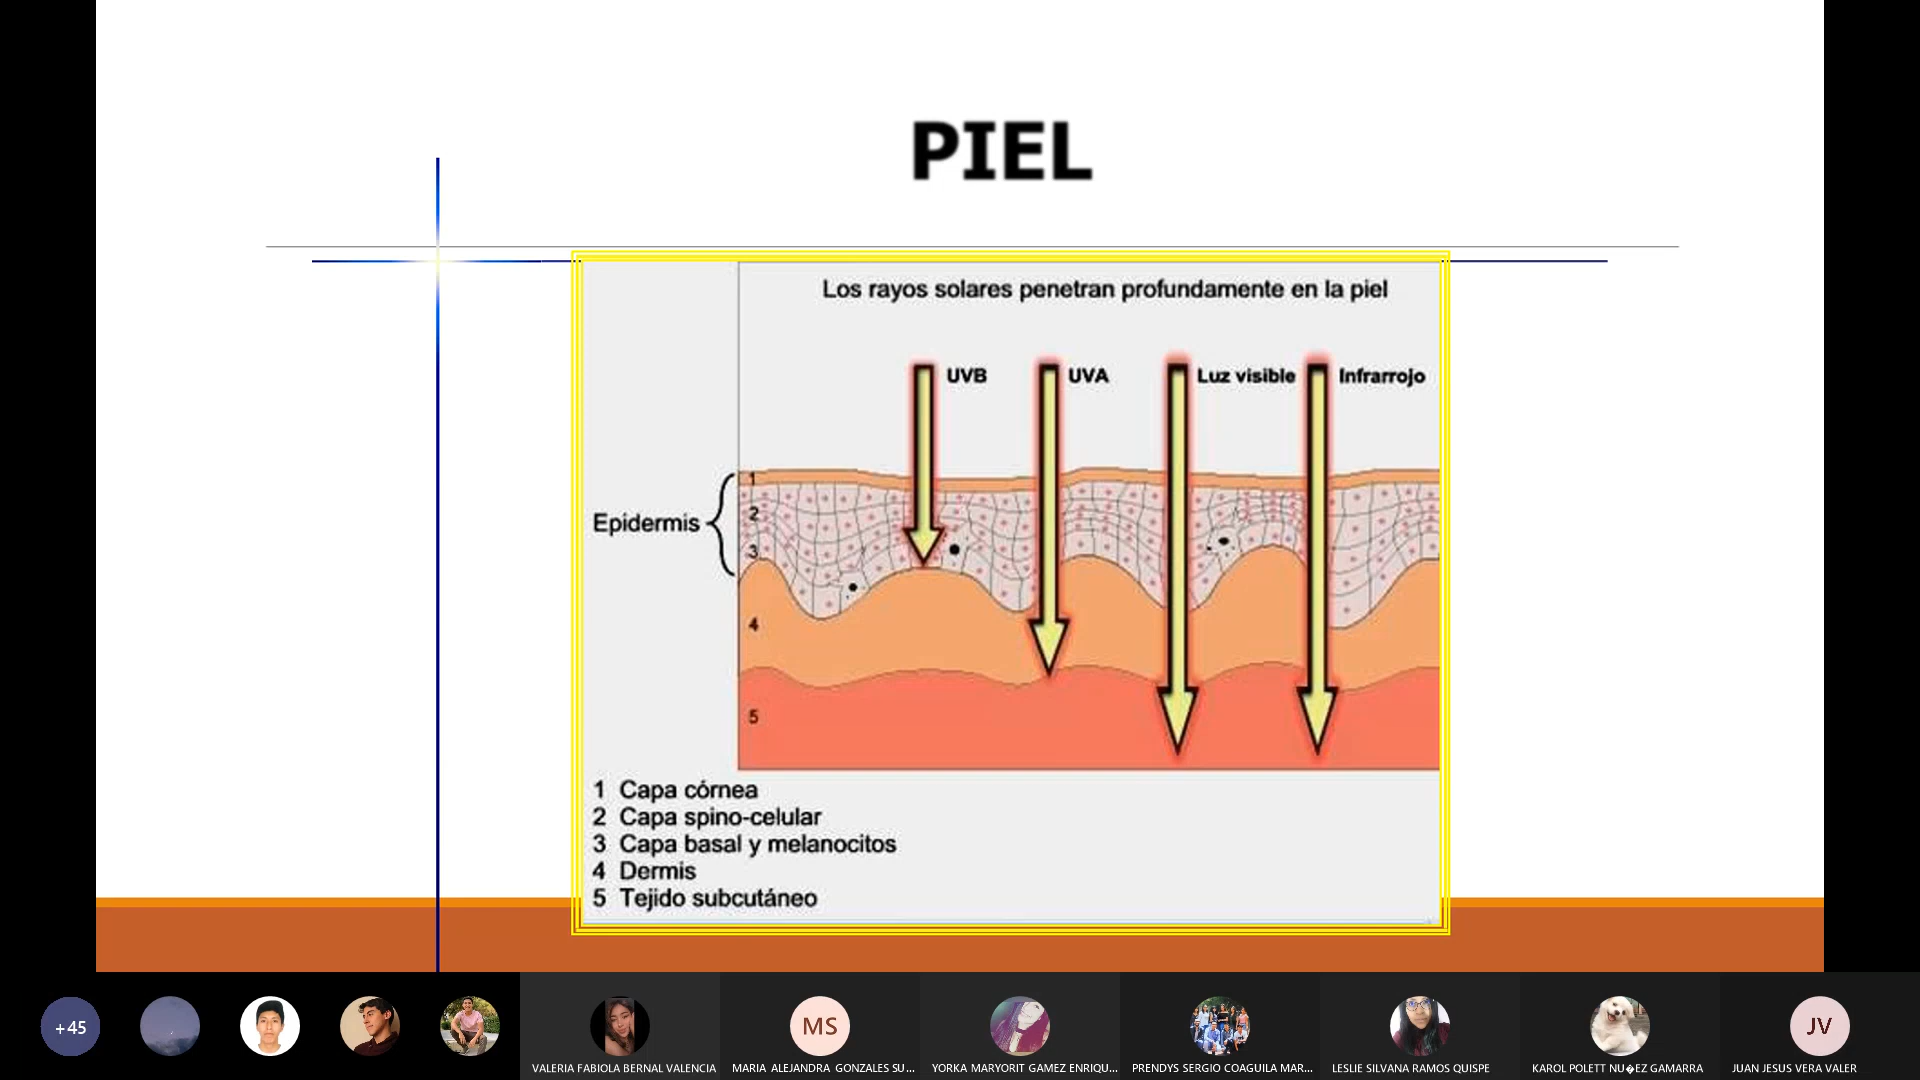 PIEL
Los rayos solares penetran profundamente en la piel
UVB
UVA
Luz visible
Infrarrojo
Epidermis
1
2
3
4
5
1 Capa córnea
2 Capa spino-celular
3 Capa basal y melanocitos
4 Dermis
5 Tejido subcutáneo
+45
MS
JV
VALERIA FABIOLA BERNAL VALENCIA
MARIA ALEJANDRA GONZALES SU...
YORKA MARYORIT GAMEZ ENRIQU...
PRENDYS SERGIO COAGUILA MAR...
LESLIE SILVANA RAMOS QUISPE
KAROL POLETT NU�EZ GAMARRA
JUAN JESUS VERA VALER